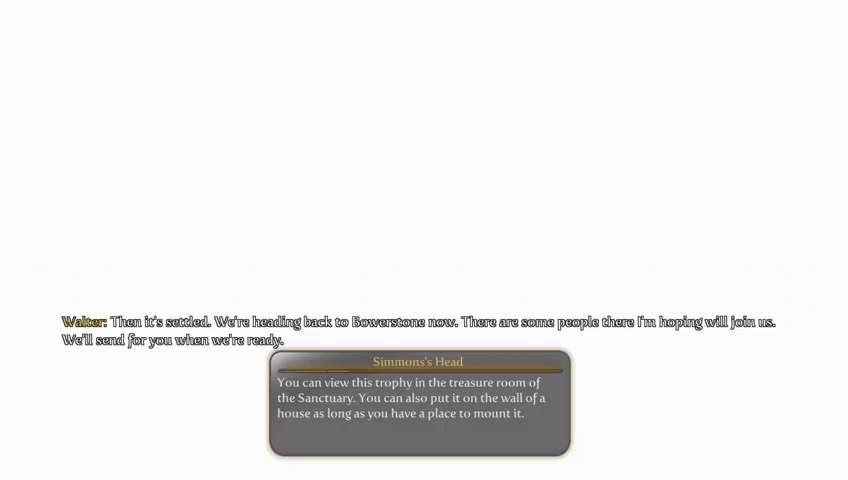 Walter: Then it's settled. We're heading back to Bowerstone now. There are some people there I'm hoping will join us.
We'll send for you when we're ready.
Simmons's Head
You can view this trophy in the treasure room of
the Sanctuary. You can also put it on the wall of a
house as long as you have a place to mount it.